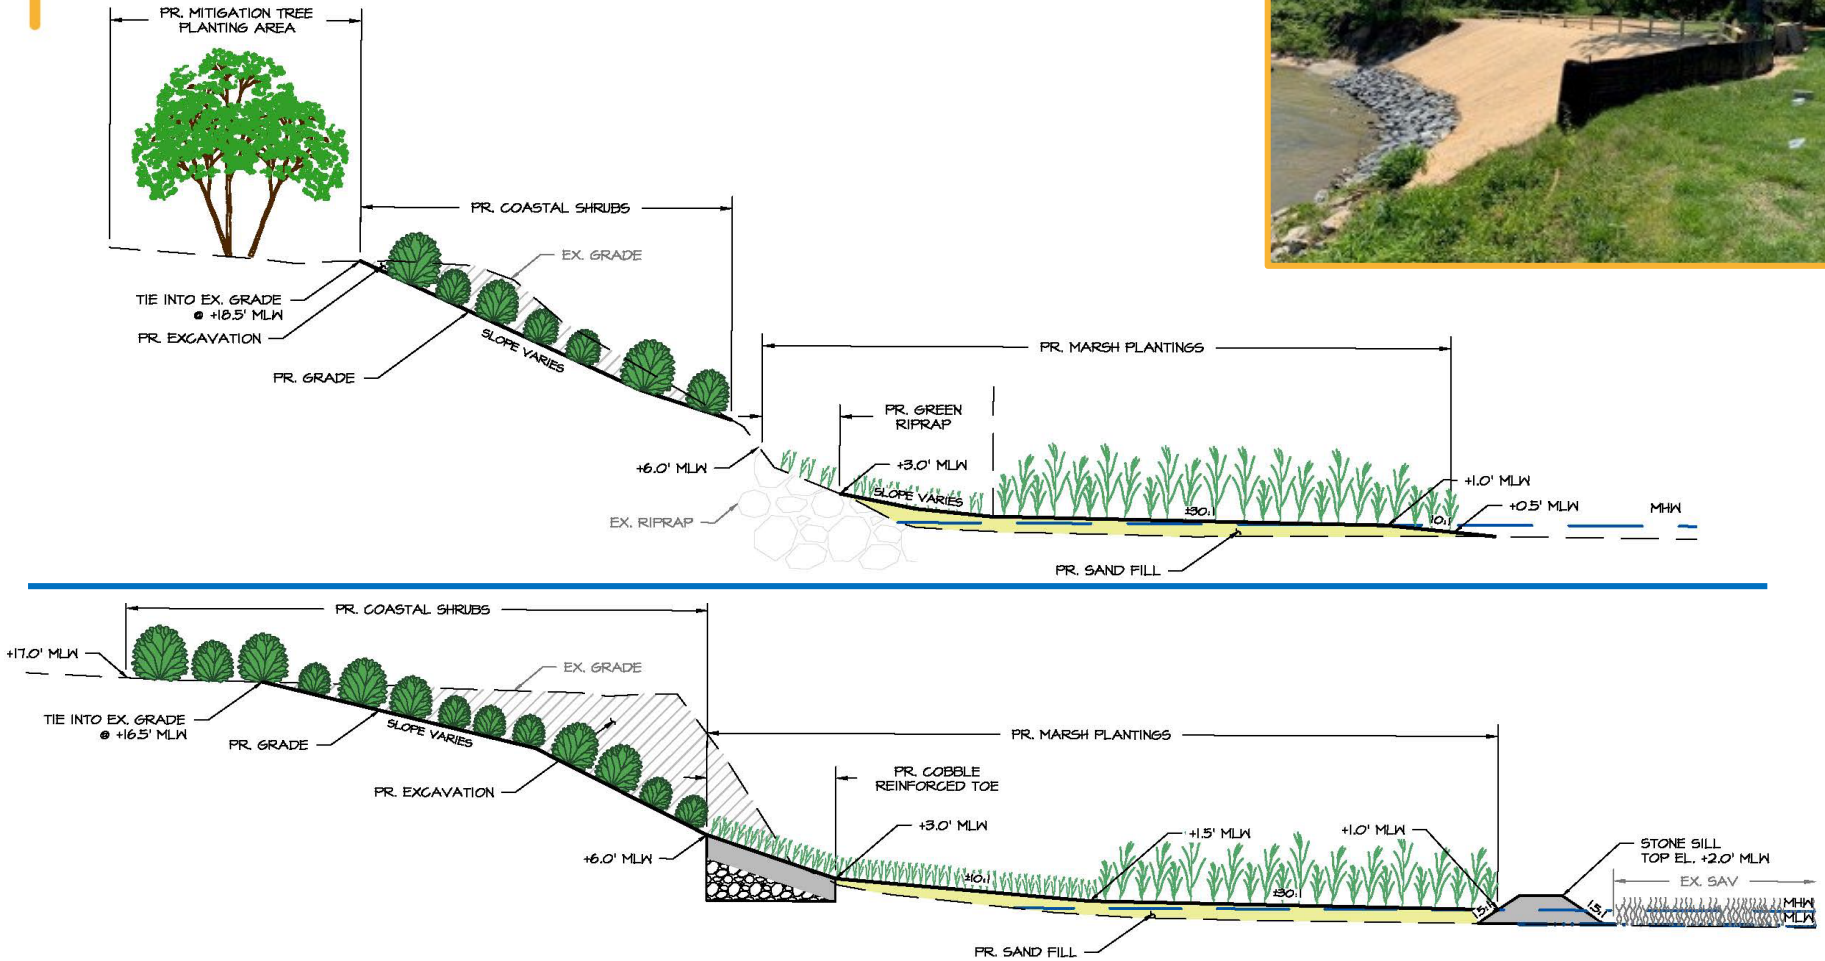 PR. MITIGATION TREE
PLANTING AREA
PR. COASTAL SHRUBS
EX. GRADE
TIE INTO EX. GRADE
@ +18.5' MLW
PR. EXCAVATION
SLOPE VARIES
PR. GRADE
PR. MARSH PLANTINGS
PR. GREEN
RIPRAP
+6.0' MLW
+3.0' MLW
SLOPE VARIES
+1.0' MLW
+0.5' MLW
MHW
±30:1
10:1
EX. RIPRAP
PR. SAND FILL
PR. COASTAL SHRUBS
+17.0' MLW
EX. GRADE
TIE INTO EX. GRADE
@ +16.5' MLW
PR. GRADE
SLOPE VARIES
PR. MARSH PLANTINGS
PR. EXCAVATION
PR. COBBLE
REINFORCED TOE
+3.0' MLW
+1.5' MLW
+1.0' MLW
+6.0' MLW
STONE SILL
TOP EL. +2.0' MLW
EX. SAV
±10:1
±30:1
1.5:1
1.5:1
MHW
MLW
PR. SAND FILL